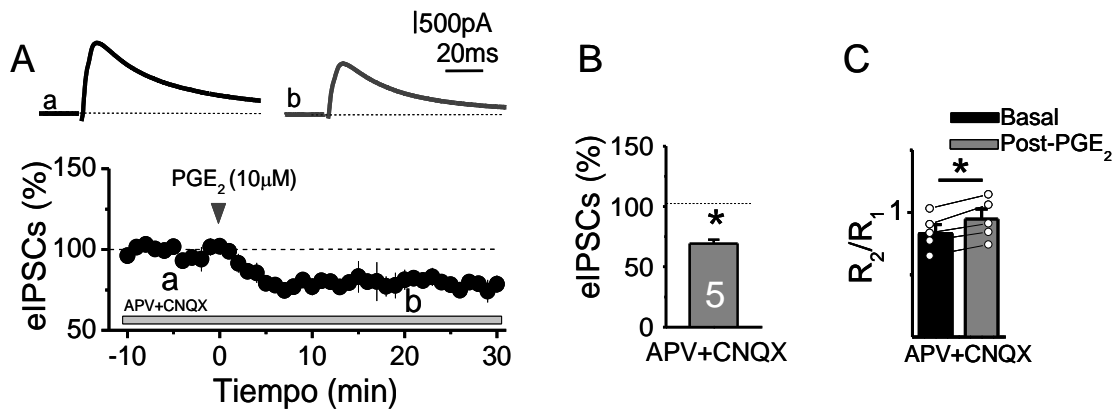 A
a
b
500pA
20ms
eIPSCs (%)
150
100
50
PGE₂ (10μM)
a
b
APV+CNQX
-10 0 10 20 30
Tiempo (min)
B
eIPSCs (%)
150
100
50
0
*
5
APV+CNQX
C
Basal
Post-PGE₂
*
R₂/R₁
1
APV+CNQX